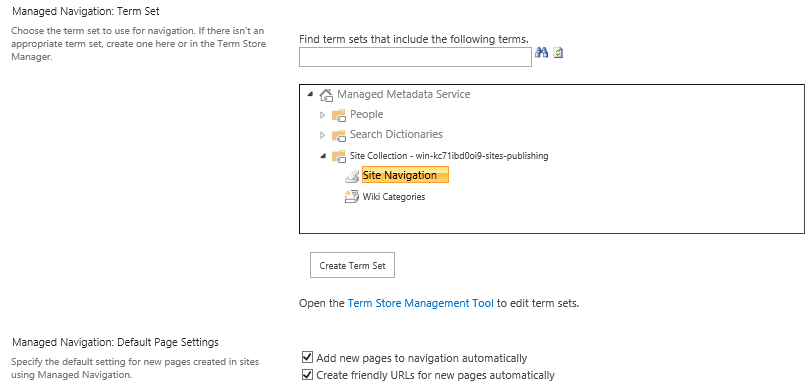 Managed Navigation: Term Set
Choose the term set to use for navigation. If there isn't an
appropriate term set, create one here or in the Term Store
Manager.
Find term sets that include the following terms.
Managed Metadata Service
People
Search Dictionaries
Site Collection - win-kc71ibd0oi9-sites-publishing
Site Navigation
Wiki Categories
Create Term Set
Open the Term Store Management Tool to edit term sets.
Managed Navigation: Default Page Settings
Specify the default setting for new pages created in sites
using Managed Navigation.
Add new pages to navigation automatically
Create friendly URLs for new pages automatically